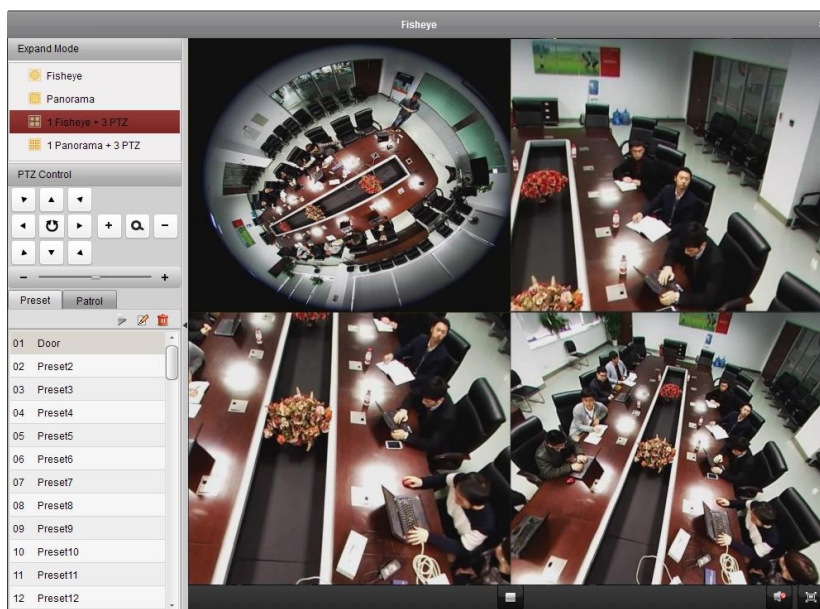 Fisheye
Expand Mode
Fisheye
Panorama
1 Fisheye + 3 PTZ
1 Panorama + 3 PTZ
PTZ Control
Preset Patrol
01 Door
02 Preset2
03 Preset3
04 Preset4
05 Preset5
06 Preset6
07 Preset7
08 Preset8
09 Preset9
10 Preset10
11 Preset11
12 Preset12